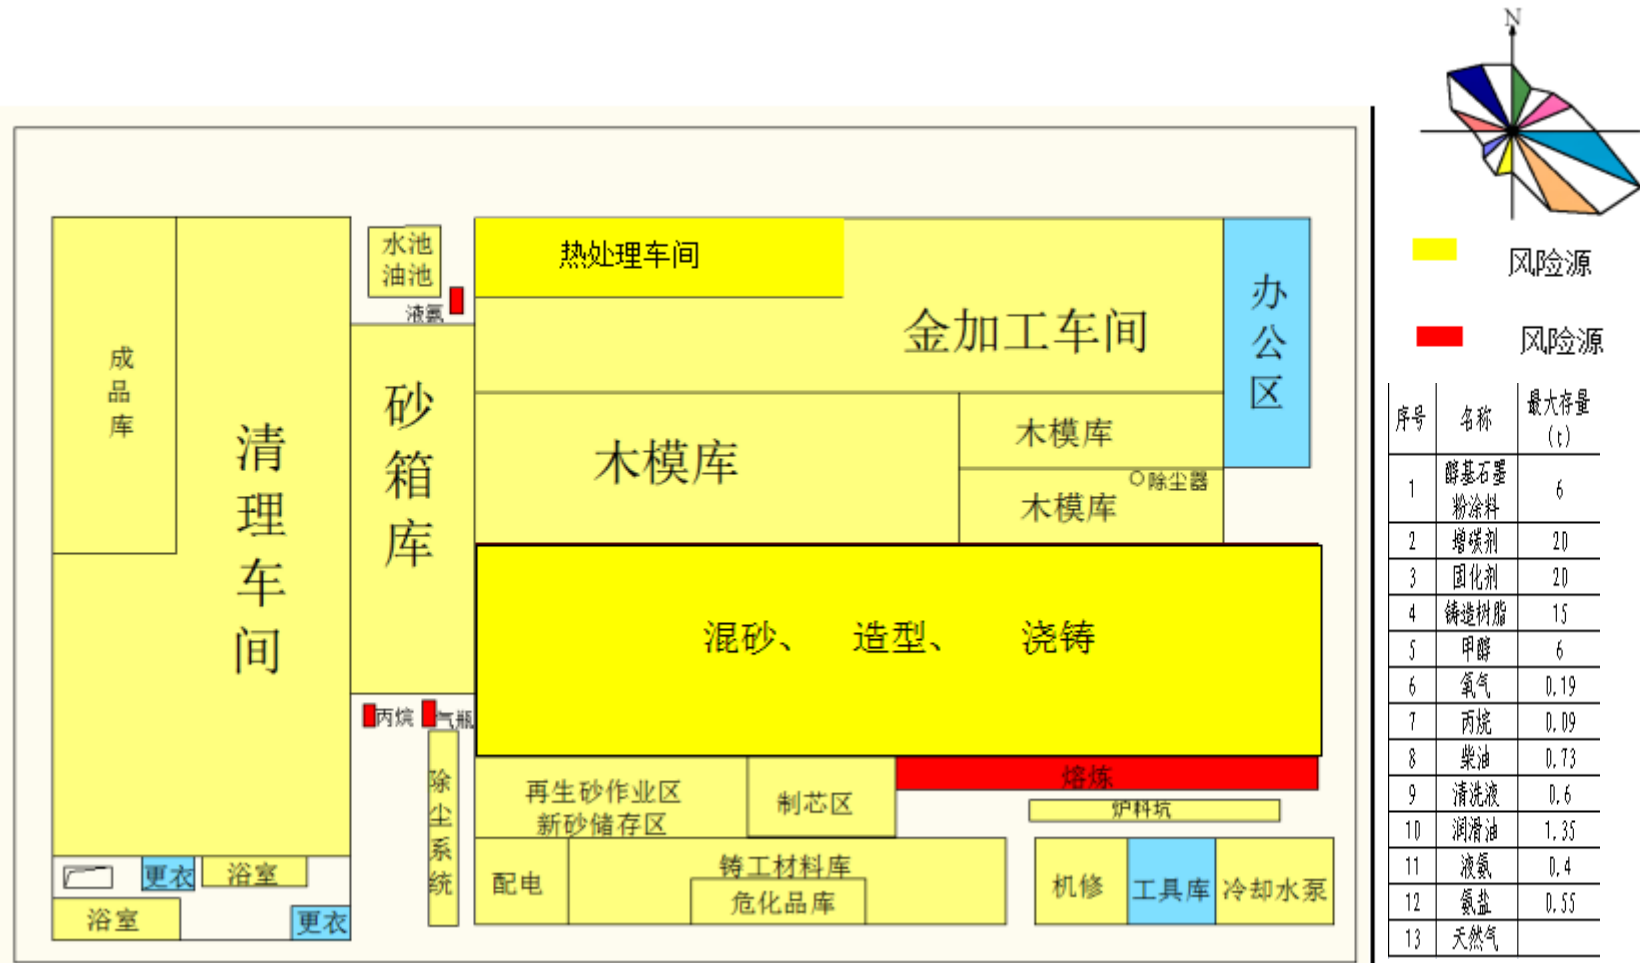 N
水池
油池
热处理车间
办
公
区
风险源
液氨
金加工车间
风险源
成
品
库
砂
箱
库
清
理
车
间
木模库
木模库
除尘器
木模库
序号 名称 最大存量
(t)
1 醇基石墨
粉涂料 6
2 增碳剂 20
3 固化剂 20
4 铸造树脂 15
5 甲醇 6
6 氧气 0.19
7 丙烷 0.09
8 柴油 0.73
9 清洗液 0.6
10 润滑油 1.35
11 液氨 0.4
12 氨盐 0.55
13 天然气
混砂、 造型、 浇铸
丙烷
气瓶
除
尘
系
统
再生砂作业区
新砂储存区
制芯区
熔炼
炉料坑
更衣
浴室
配电
铸工材料库
危化品库
机修
工具库
冷却水泵
浴室
更衣